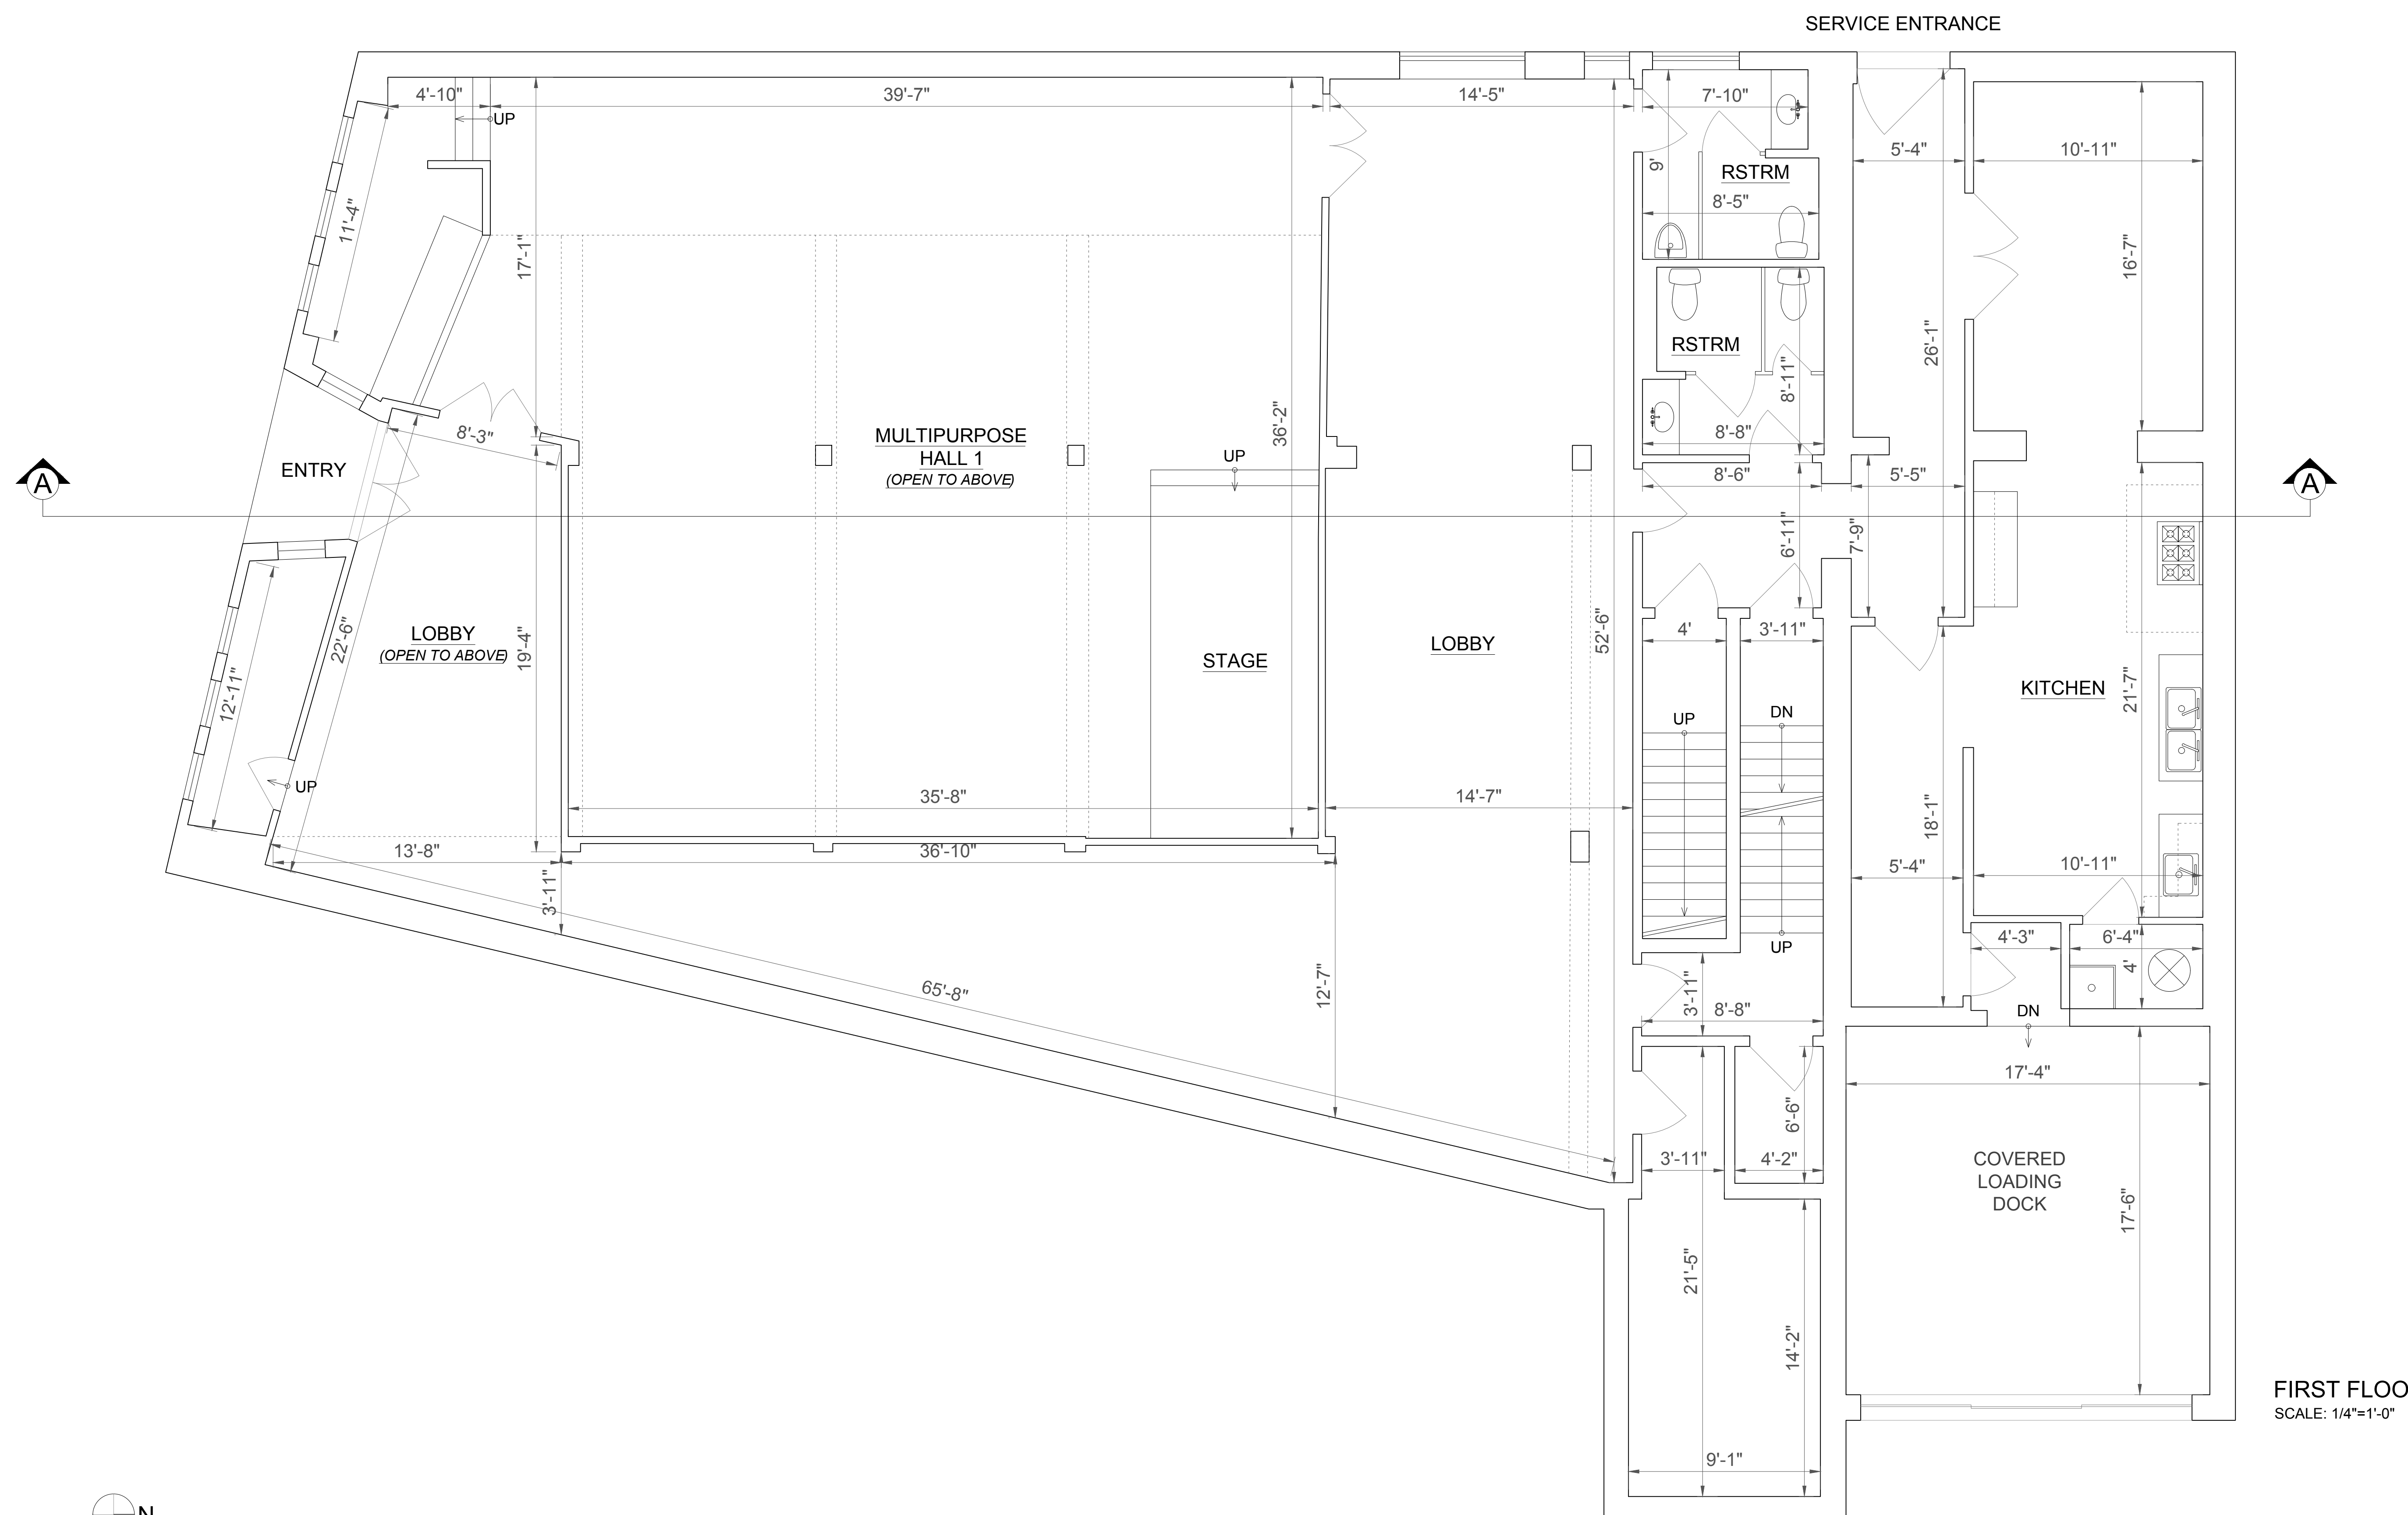 SERVICE ENTRANCE
4'-10"
39'-7"
14'-5"
7'-10"
UP
9'
5'-4"
10'-11"
RSTRM
8'-5"
11'-4"
17'-1"
16'-7"
26'-1"
RSTRM
8'-11"
36'-2"
8'-3"
8'-8"
MULTIPURPOSE
HALL 1
(OPEN TO ABOVE)
UP
ENTRY
A
A
8'-6"
5'-5"
6'-11"
7'-9"
22'-6"
LOBBY
(OPEN TO ABOVE)
19'-4"
STAGE
LOBBY
52'-6"
4'
3'-11"
12'-11"
KITCHEN
21'-7"
UP
DN
UP
35'-8"
14'-7"
18'-1"
13'-8"
36'-10"
5'-4"
10'-11"
3'-11"
UP
4'-3"
6'-4"
4'
65'-8"
12'-7"
3'-11"
8'-8"
DN
17'-4"
6'-6"
3'-11"
4'-2"
COVERED
LOADING
DOCK
17'-6"
21'-5"
14'-2"
FIRST FLOO
SCALE: 1/4"=1'-0"
9'-1"
N